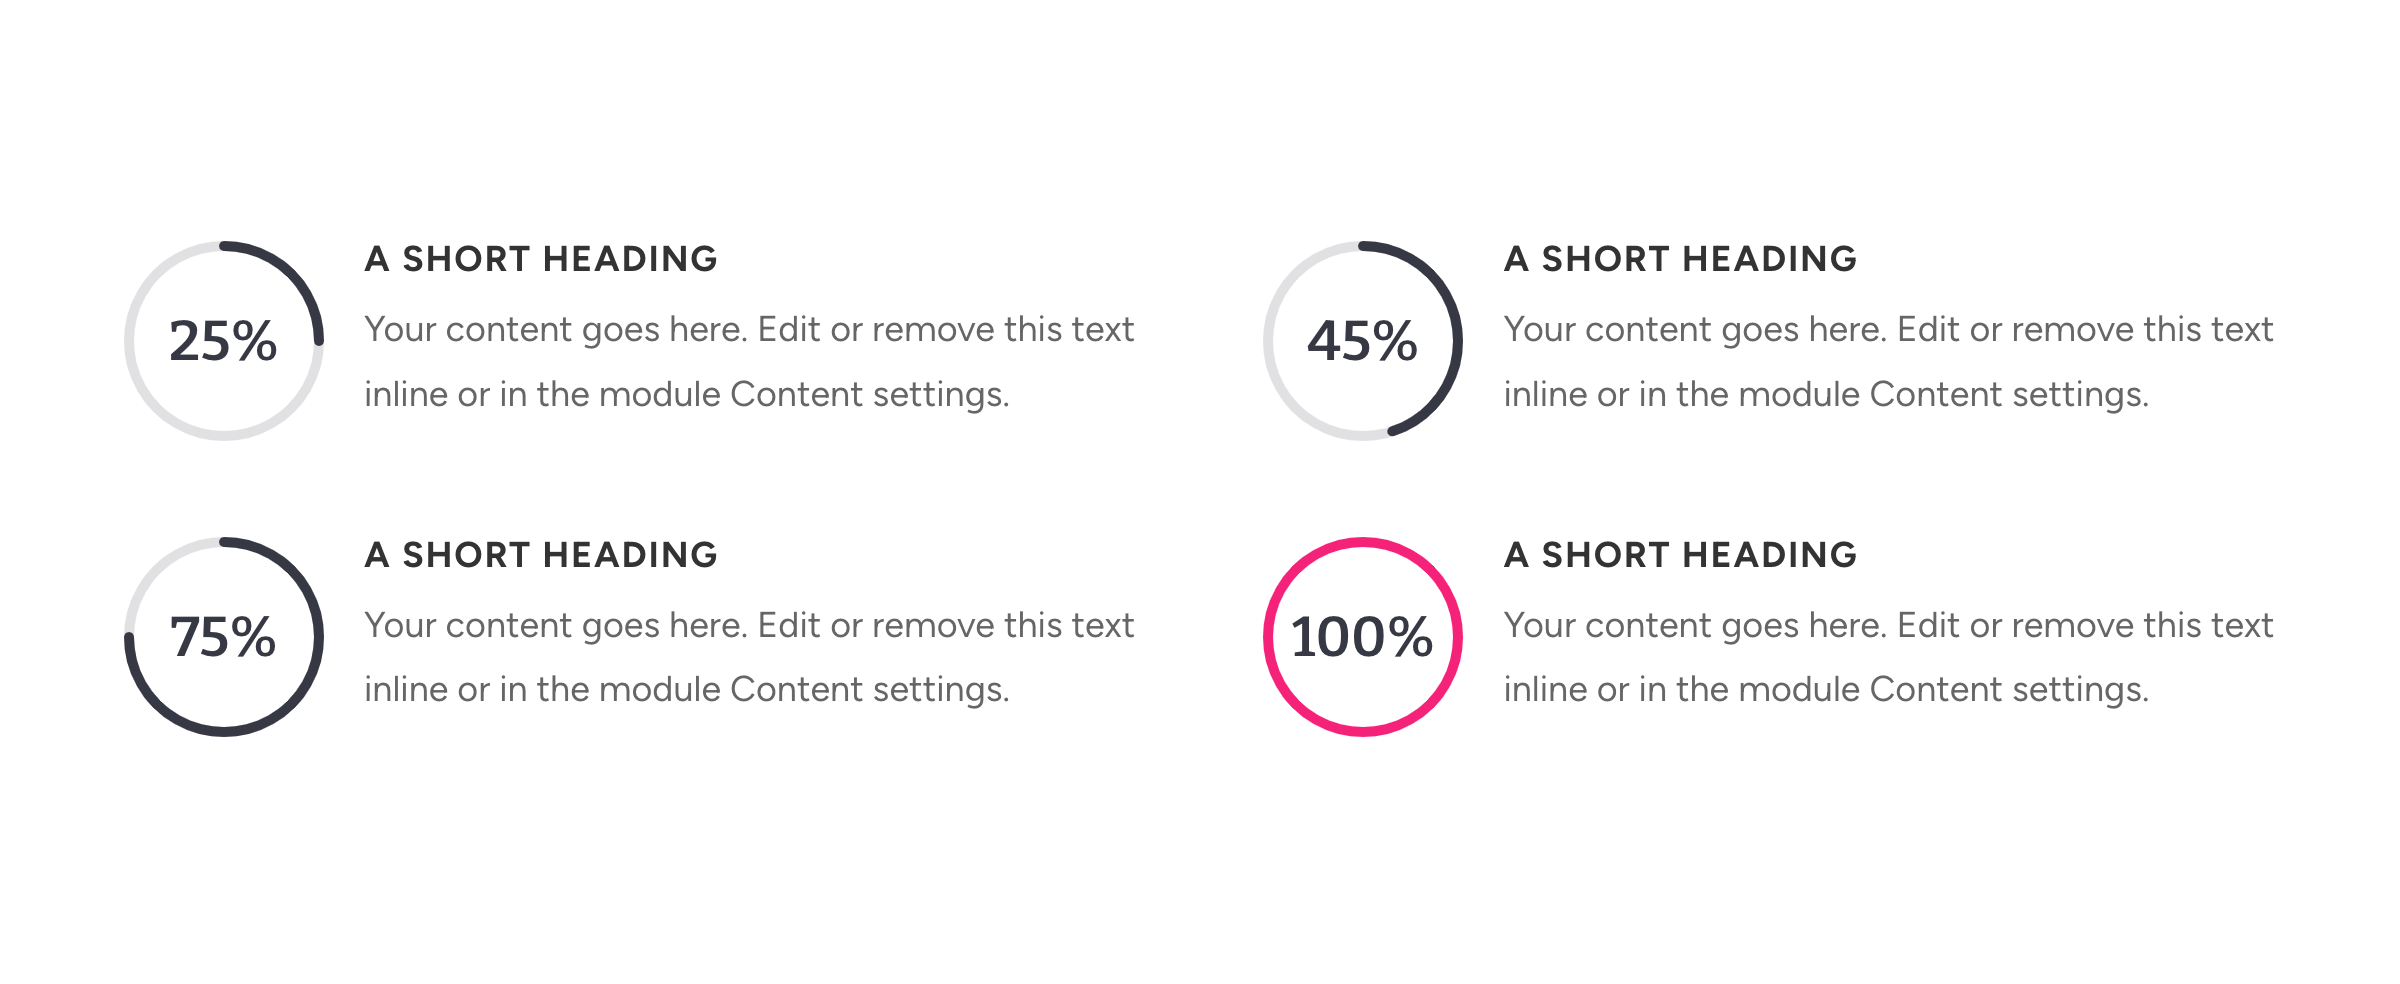 25%
A SHORT HEADING
Your content goes here. Edit or remove this text
inline or in the module Content settings.
45%
A SHORT HEADING
Your content goes here. Edit or remove this text
inline or in the module Content settings.
75%
A SHORT HEADING
Your content goes here. Edit or remove this text
inline or in the module Content settings.
100%
A SHORT HEADING
Your content goes here. Edit or remove this text
inline or in the module Content settings.